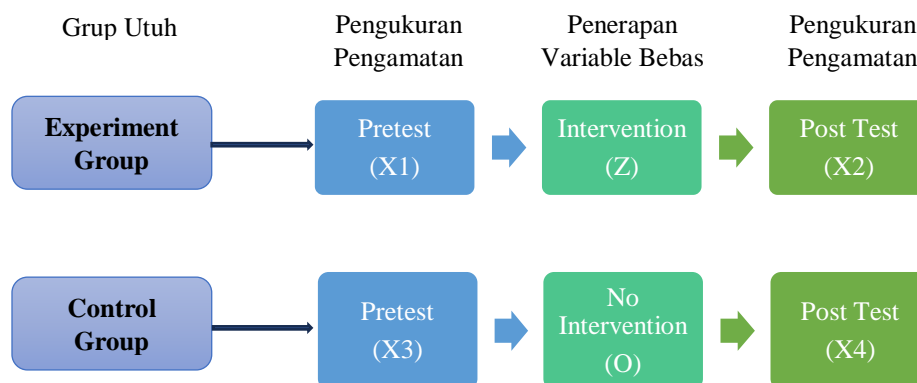 Grup Utuh
Pengukuran
Pengamatan
Penerapan
Variable Bebas
Pengukuran
Pengamatan
Experiment
Group
Pretest
(X1)
Intervention
(Z)
Post Test
(X2)
Control
Group
Pretest
(X3)
No
Intervention
(O)
Post Test
(X4)